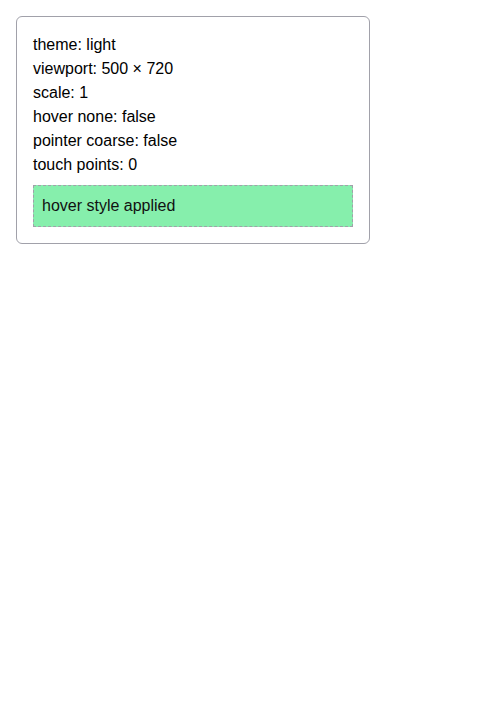 theme: light
viewport: 500 × 720
scale: 1
hover none: false
pointer coarse: false
touch points: 0
hover style applied